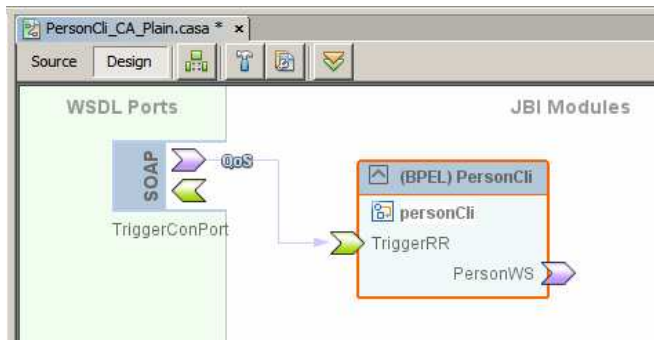 PersonCli_CA_Plain.casa * x
Source Design
WSDL Ports JBI Modules
SOAP
QoS
TriggerConPort
(BPEL) PersonCli
personCli
TriggerRR
PersonWS